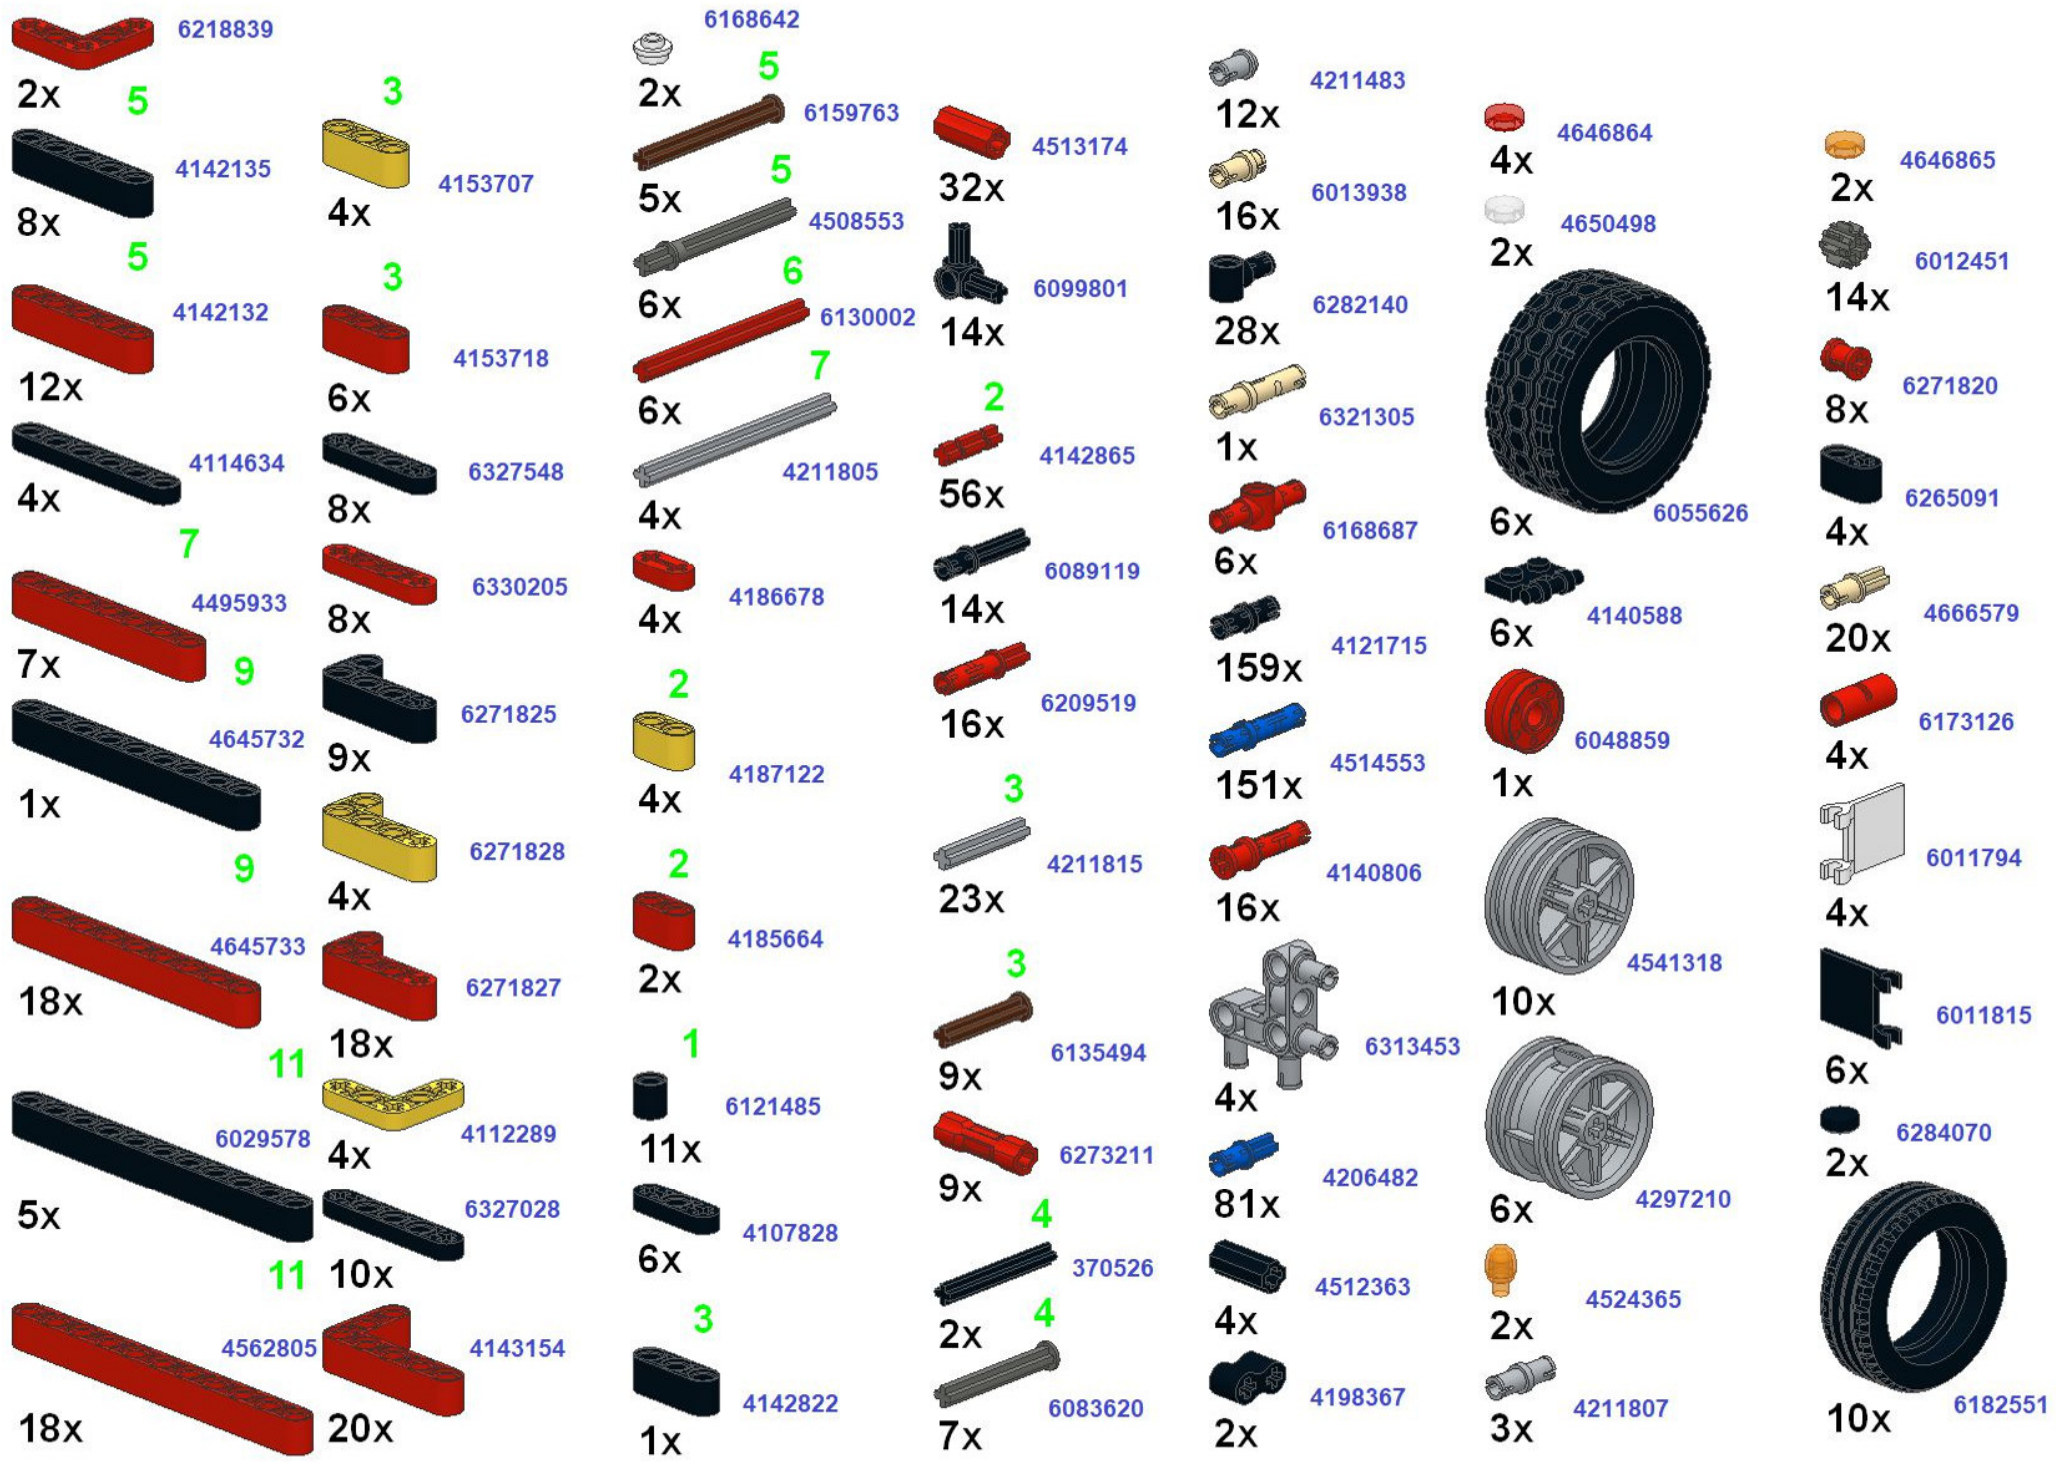 6218839
2x
5
4142135
8x
5
4142132
12x
4114634
4x
7
4495933
7x
9
4645732
1x
9
4645733
18x
11
6029578
5x
11
4562805
18x
3
4153707
4x
3
4153718
6x
6327548
8x
6330205
8x
6271825
9x
6271828
4x
6271827
18x
4112289
4x
6327028
10x
4143154
20x
6168642
2x
5
6159763
5x
5
4508553
6x
6
6130002
6x
7
4211805
4x
4186678
4x
2
4187122
4x
2
4185664
2x
1
6121485
11x
4107828
6x
3
4142822
1x
4513174
32x
6099801
14x
2
4142865
56x
6089119
14x
6209519
16x
3
4211815
23x
3
6135494
9x
6273211
9x
4
370526
2x
4
6083620
7x
4211483
12x
6013938
16x
6282140
28x
6321305
1x
6168687
6x
4121715
159x
4514553
151x
4140806
16x
6313453
4x
4206482
81x
4512363
4x
4198367
2x
4646864
4x
4650498
2x
6055626
6x
4140588
6x
6048859
1x
4541318
10x
4297210
6x
4524365
2x
4211807
3x
4646865
2x
6012451
14x
6271820
8x
6265091
4x
4666579
20x
6173126
4x
6011794
4x
6011815
6x
6284070
2x
6182551
10x